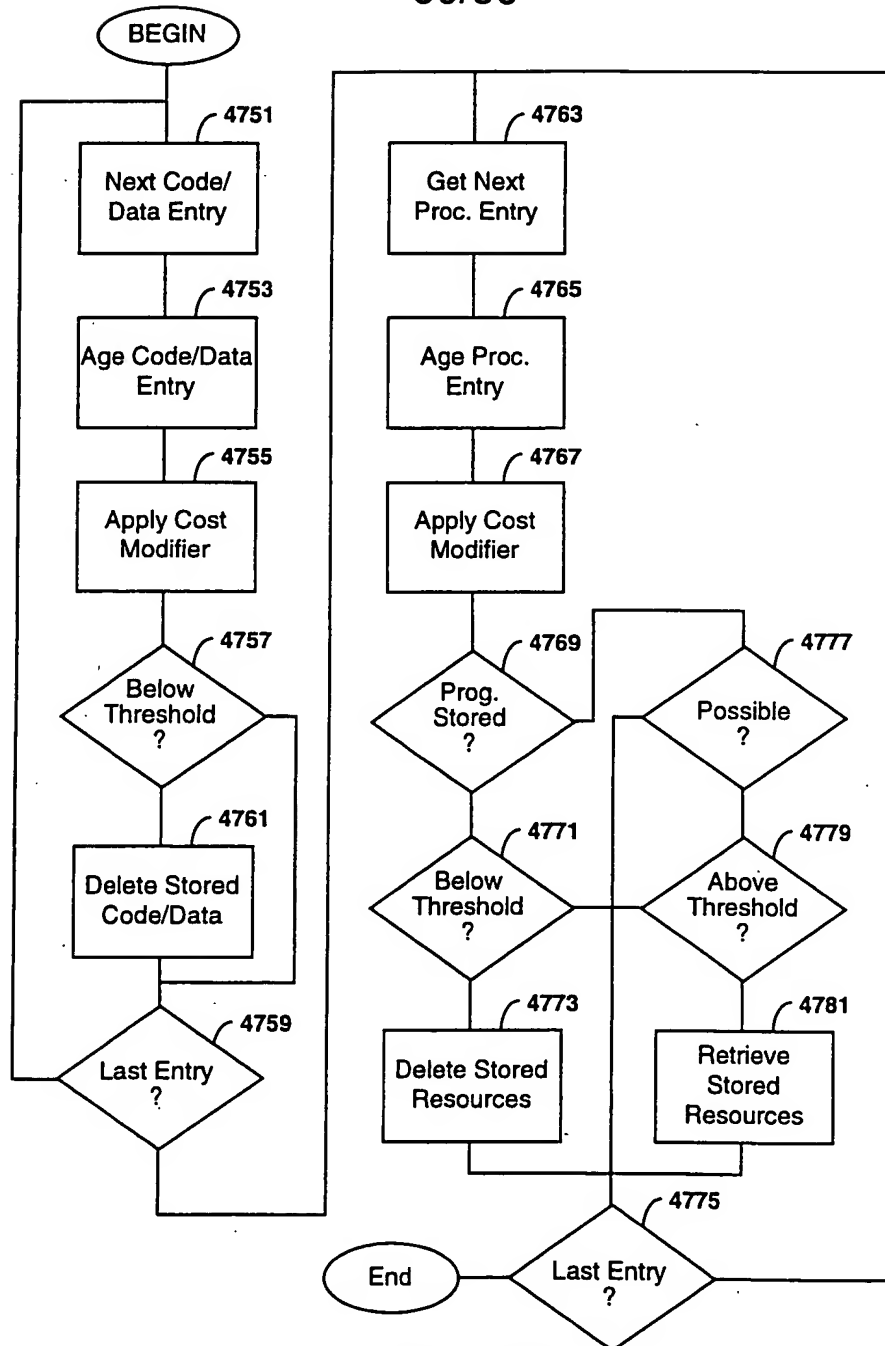 BEGIN
4751
Next Code/
Data Entry
4753
Age Code/Data
Entry
4755
Apply Cost
Modifier
4757
Below
Threshold
?
4761
Delete Stored
Code/Data
4759
Last Entry
?
4763
Get Next
Proc. Entry
4765
Age Proc.
Entry
4767
Apply Cost
Modifier
4769
Prog.
Stored
?
4777
Possible
?
4771
Below
Threshold
?
4779
Above
Threshold
?
4773
Delete Stored
Resources
4781
Retrieve
Stored
Resources
4775
Last Entry
?
End